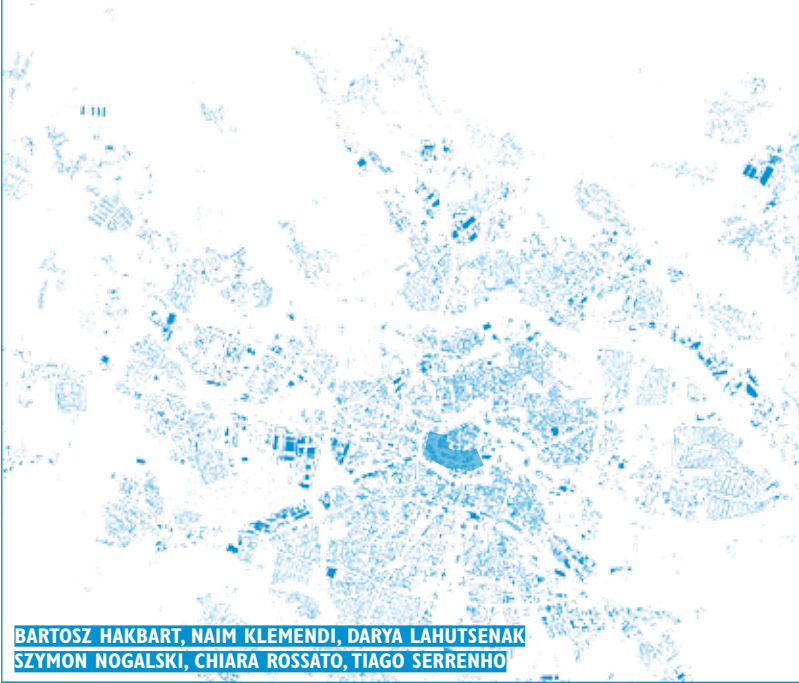 BARTOSZ HAKBART, NAIM KLEMENDI, DARYA LAHUTSENAK
SZYMON NOGALSKI, CHIARA ROSSATO, TIAGO SERRENHO